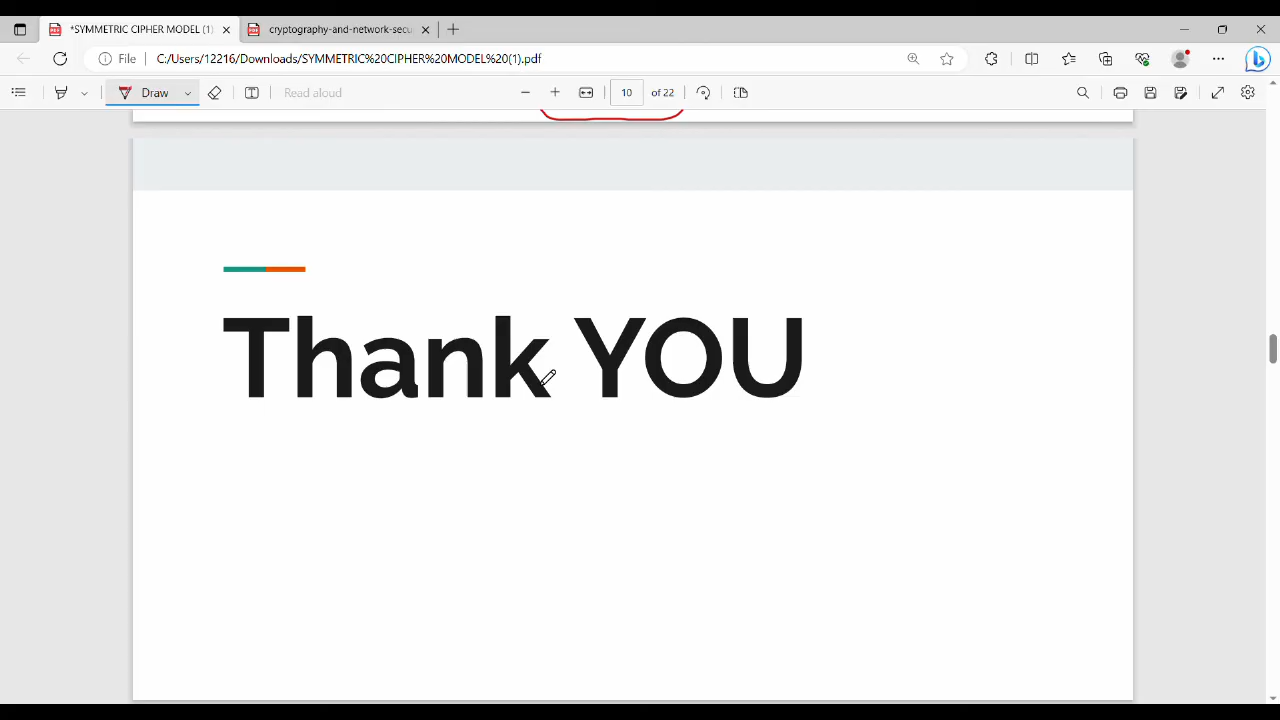 *SYMMETRIC CIPHER MODEL (1)
cryptography-and-network-secu
File
C:/Users/12216/Downloads/SYMMETRIC%20CIPHER%20MODEL%20(1).pdf
Draw
Read aloud
10
of 22
Thank YOU